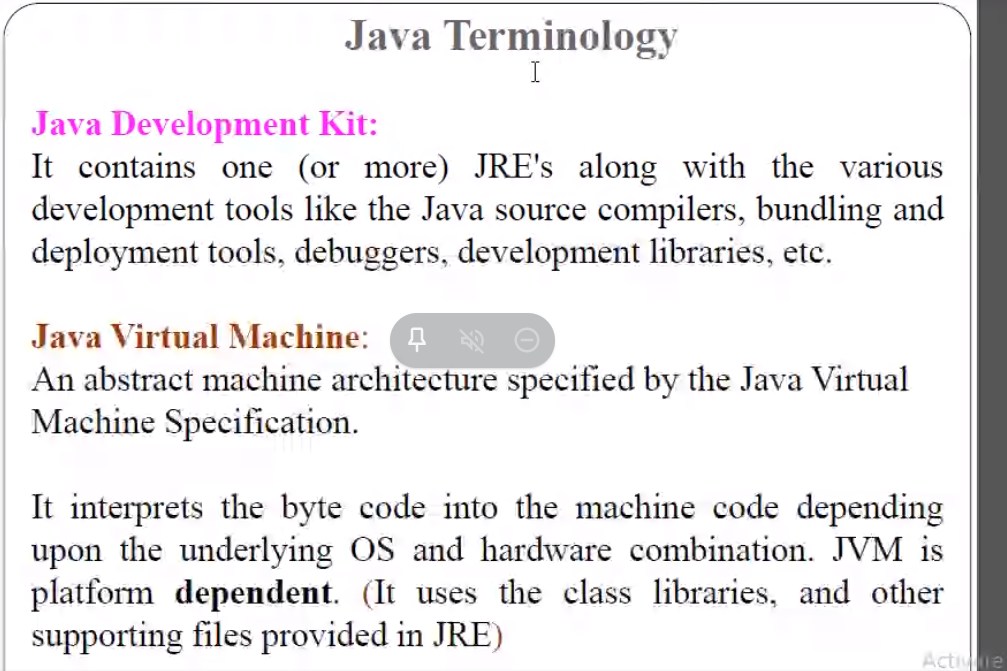 Java Terminology
Java Development Kit:
It contains one (or more) JRE's along with the various
development tools like the Java source compilers, bundling and
deployment tools, debuggers, development libraries, etc.
Java Virtual Machine:
An abstract machine architecture specified by the Java Virtual
Machine Specification.
It interprets the byte code into the machine code depending
upon the underlying OS and hardware combination. JVM is
platform dependent. (It uses the class libraries, and other
supporting files provided in JRE)